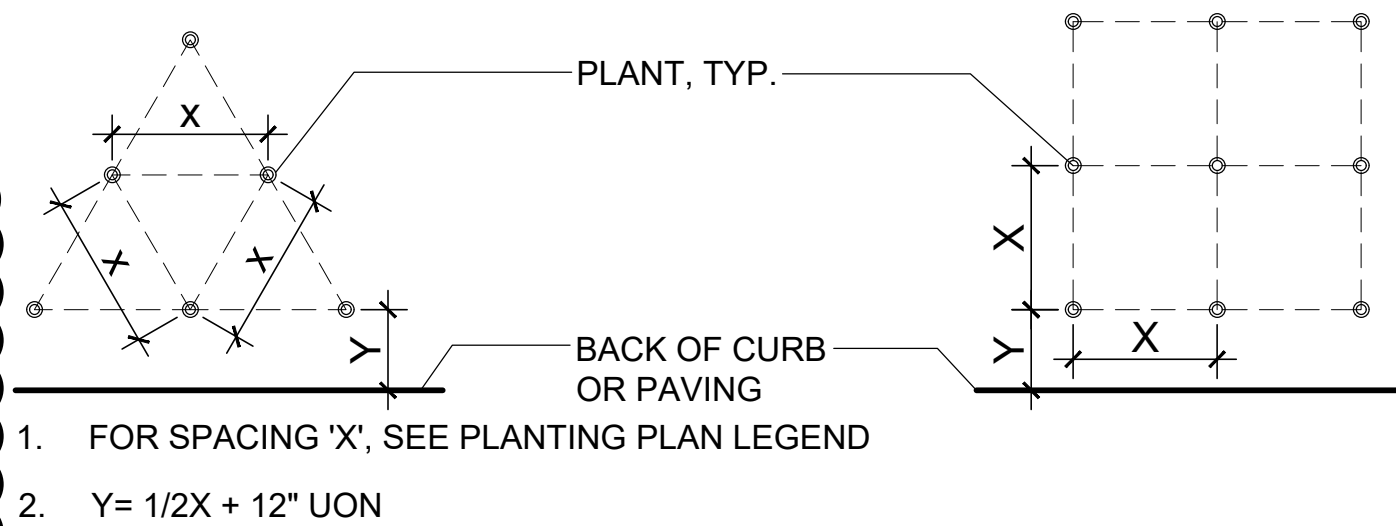 PLANT, TYP.
X
X
X
Y
X
Y
X
BACK OF CURB
OR PAVING
1. FOR SPACING 'X', SEE PLANTING PLAN LEGEND
2. Y= 1/2X + 12" UON